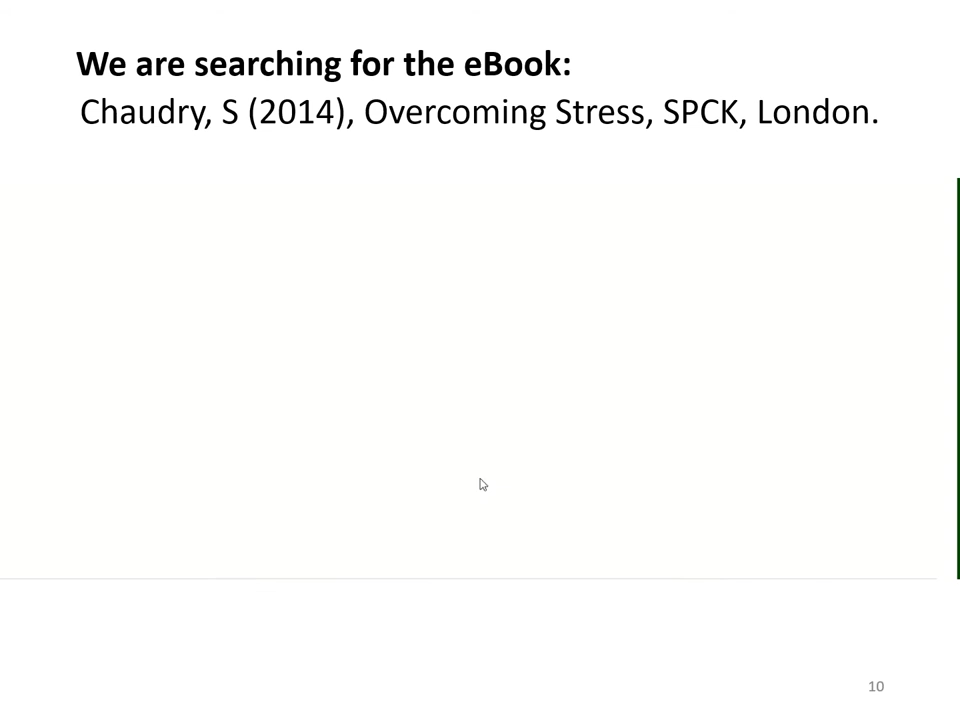 We are searching for the eBook:
Chaudry, S (2014), Overcoming Stress, SPCK, London.
10